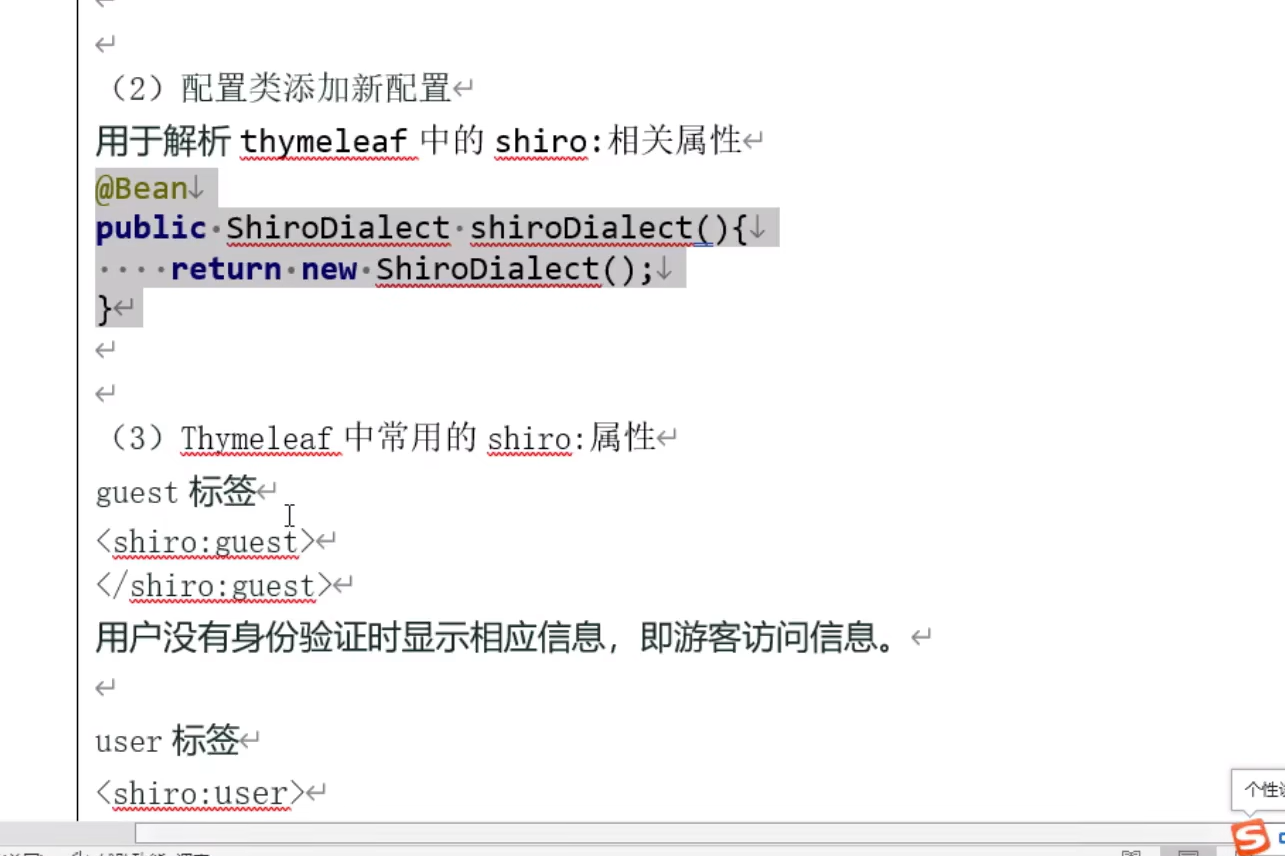 （2）配置类添加新配置
用于解析 thymeleaf 中的 shiro:相关属性
@Bean
public ShiroDialect shiroDialect(){
    return new ShiroDialect();
}
（3）Thymeleaf 中常用的 shiro:属性
guest 标签
<shiro:guest>
</shiro:guest>
用户没有身份验证时显示相应信息，即游客访问信息。
user 标签
<shiro:user>
个性